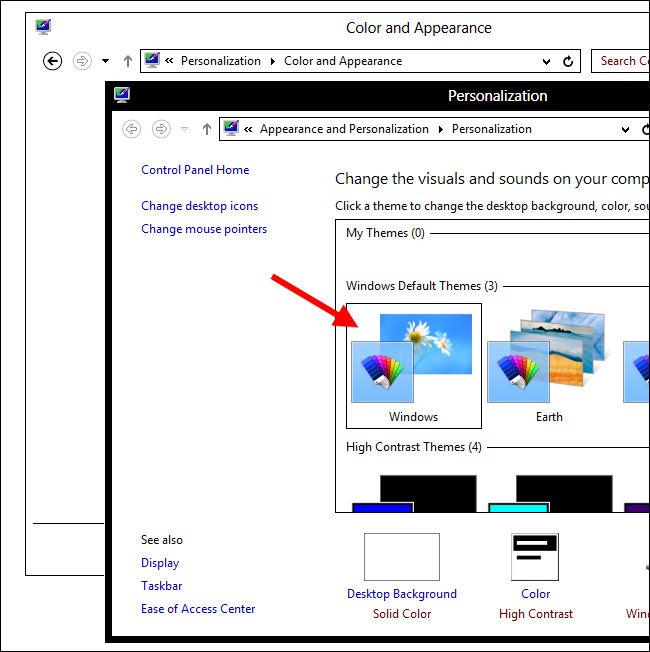 Color and Appearance
« Personalization Color and Appearance
Search Co
Personalization
« Appearance and Personalization Personalization
Control Panel Home
Change desktop icons
Change mouse pointers
Change the visuals and sounds on your comp
Click a theme to change the desktop background, color, sou
My Themes (0)
Windows Default Themes (3)
Windows
Earth
High Contrast Themes (4)
See also
Display
Taskbar
Ease of Access Center
Desktop Background
Solid Color
Color
High Contrast
Win